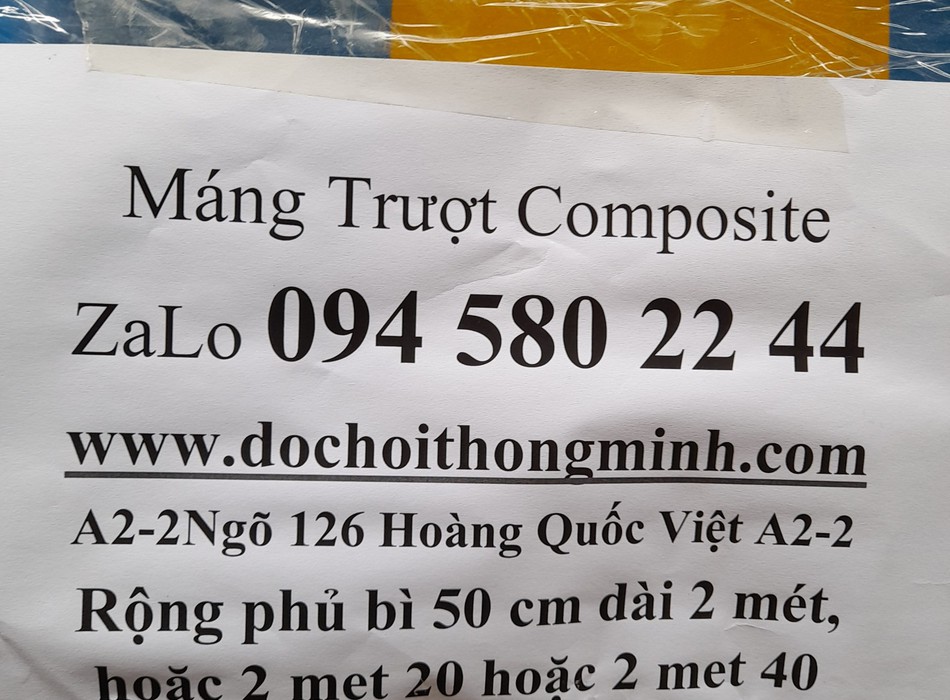 Máng Trượt Composite
ZaLo 094 580 22 44
www.dochoithongminh.com
A2-2Ngõ 126 Hoàng Quốc Việt A2-2
Rộng phủ bì 50 cm dài 2 mét,
hoặc 2 met 20 hoặc 2 met 40